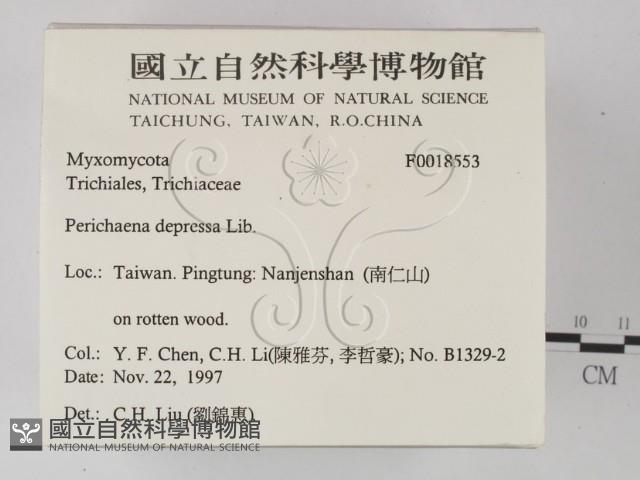 國立自然科學博物館
NATIONAL MUSEUM OF NATURAL SCIENCE
TAICHUNG, TAIWAN, R.O.CHINA
Myxomycota F0018553
Trichiales, Trichiaceae
Perichaena depressa Lib.
Loc.: Taiwan. Pingtung: Nanjenshan (南仁山)
on rotten wood.
Col.: Y. F. Chen, C.H. Li(陳雅芬, 李哲豪); No. B1329-2
Date: Nov. 22, 1997
Det.: C.H. Liu (劉錦惠)
國立自然科學博物館
NATIONAL MUSEUM OF NATURAL SCIENCE
10 11
CM